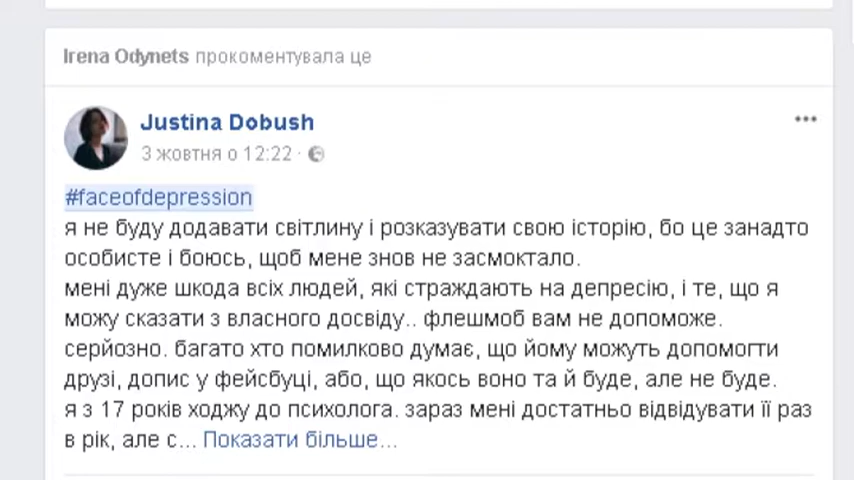 Irena Odynets прокоментувала це
Justina Dobush
3 жовтня о 12:22 ·
#faceofdepression
я не буду додавати світлину і розказувати свою історію, бо це занадто
особисте і боюсь, щоб мене знов не засмоктало.
мені дуже шкода всіх людей, які страждають на депресію, і те, що я
можу сказати з власного досвіду.. флешмоб вам не допоможе.
серйозно. багато хто помилково думає, що йому можуть допомогти
друзі, допис у фейсбуці, або, що якось воно та й буде, але не буде.
я з 17 років ходжу до психолога. зараз мені достатньо відвідувати її раз
в рік, але с... Показати більше...